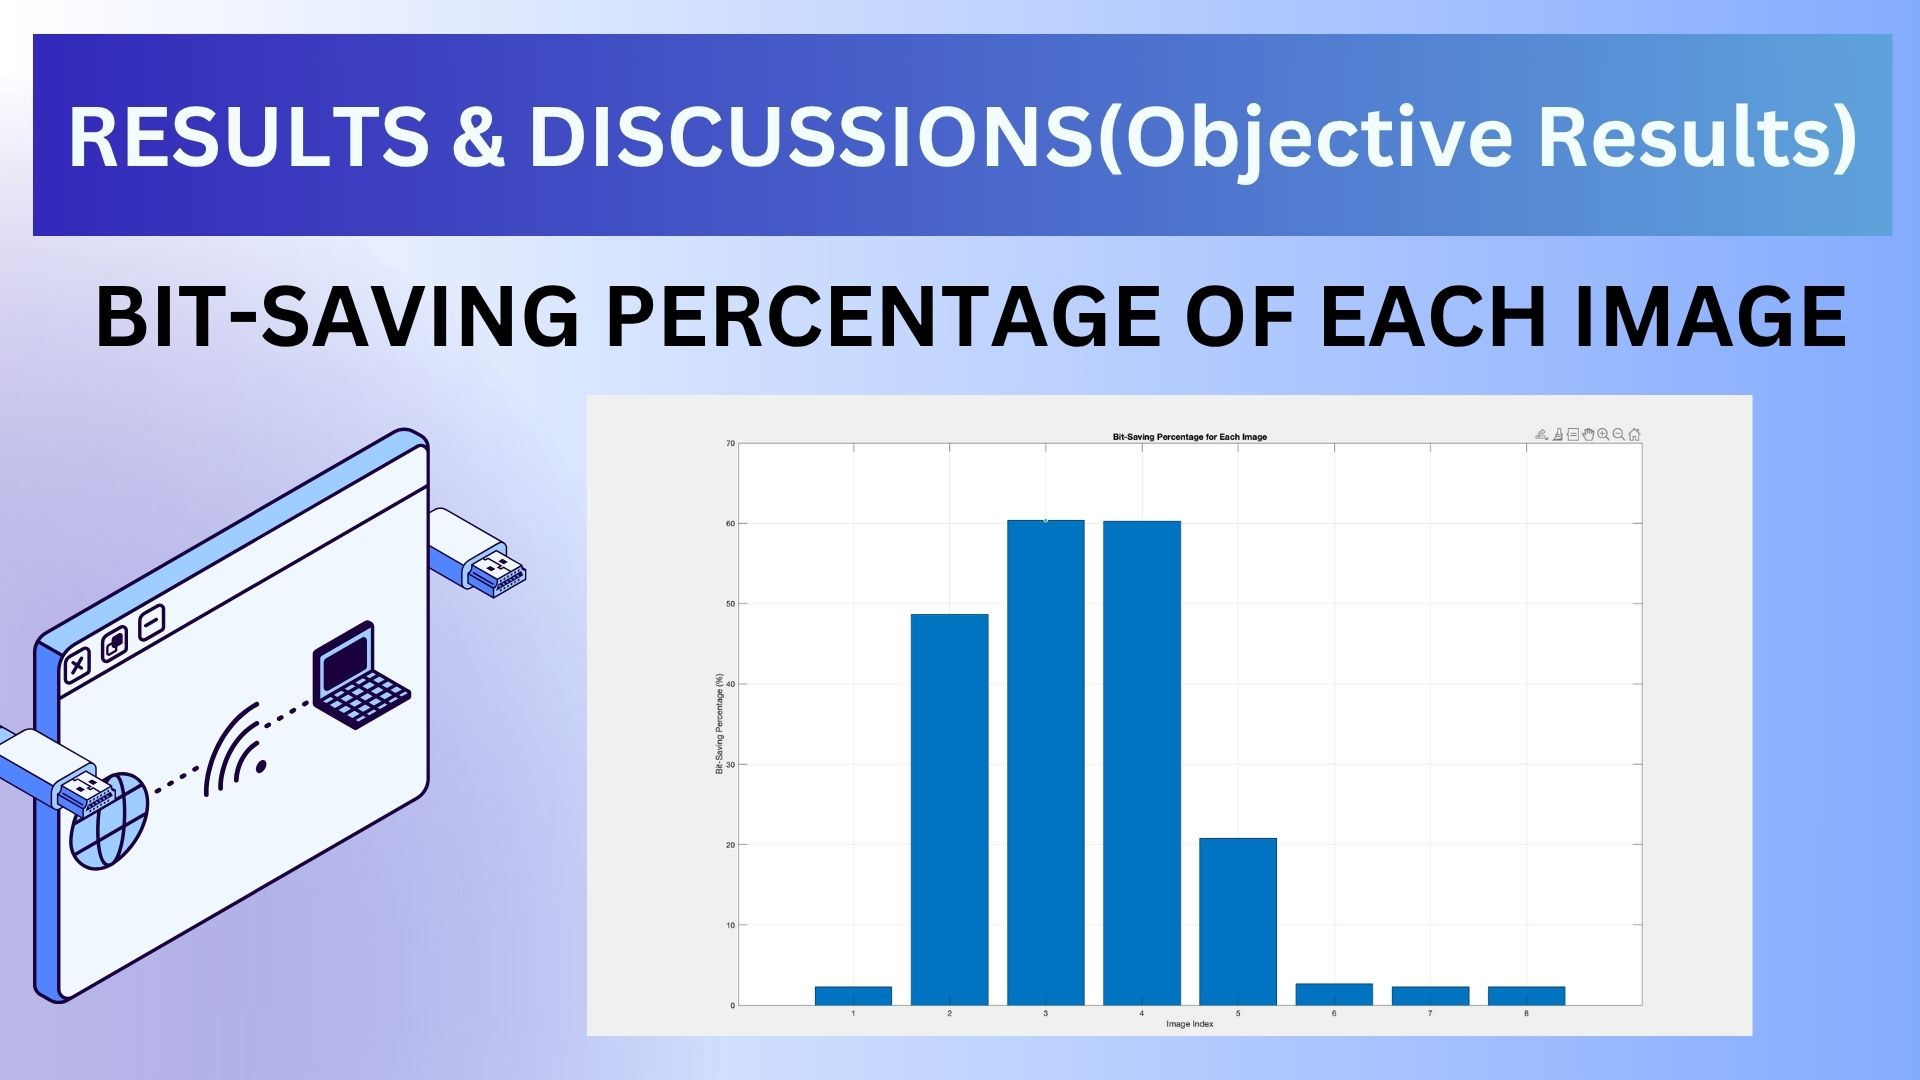 RESULTS & DISCUSSIONS(Objective Results)
BIT-SAVING PERCENTAGE OF EACH IMAGE
Bit-Saving Percentage for Each Image
70
60
50
40
30
20
10
0
Bit-Saving Percentage (%)
1 2 3 4 5 6 7 8
Image Index